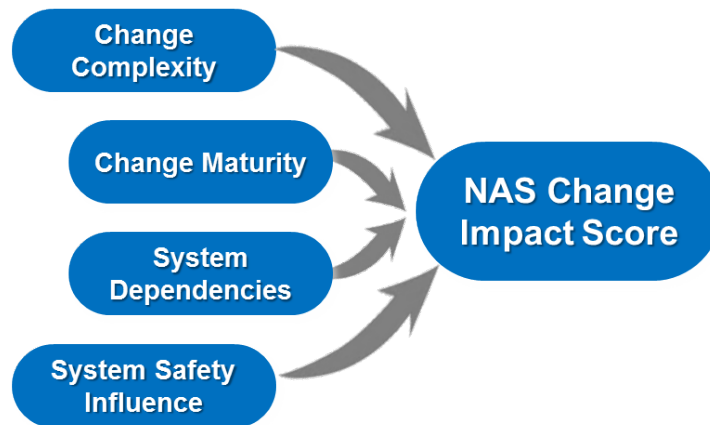 Change
Complexity
Change Maturity
NAS Change
Impact Score
System
Dependencies
System Safety
Influence